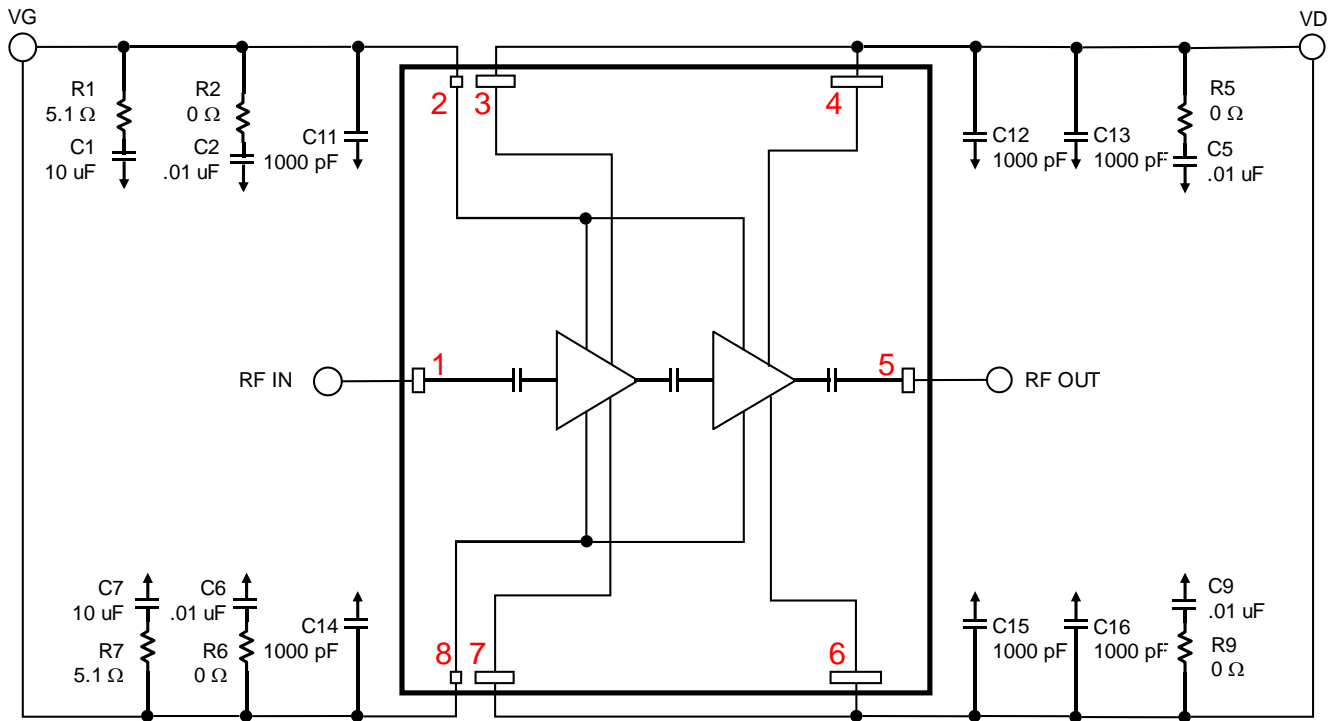 VG
VD
R1
5.1 Ω
C1
10 uF
R2
0 Ω
C2
.01 uF
C11
1000 pF
2
3
4
C12
1000 pF
C13
1000 pF
R5
0 Ω
C5
.01 uF
RF IN
1
5
RF OUT
C7
10 uF
R7
5.1 Ω
C6
.01 uF
R6
0 Ω
C14
1000 pF
8
7
6
C15
1000 pF
C16
1000 pF
C9
.01 uF
R9
0 Ω